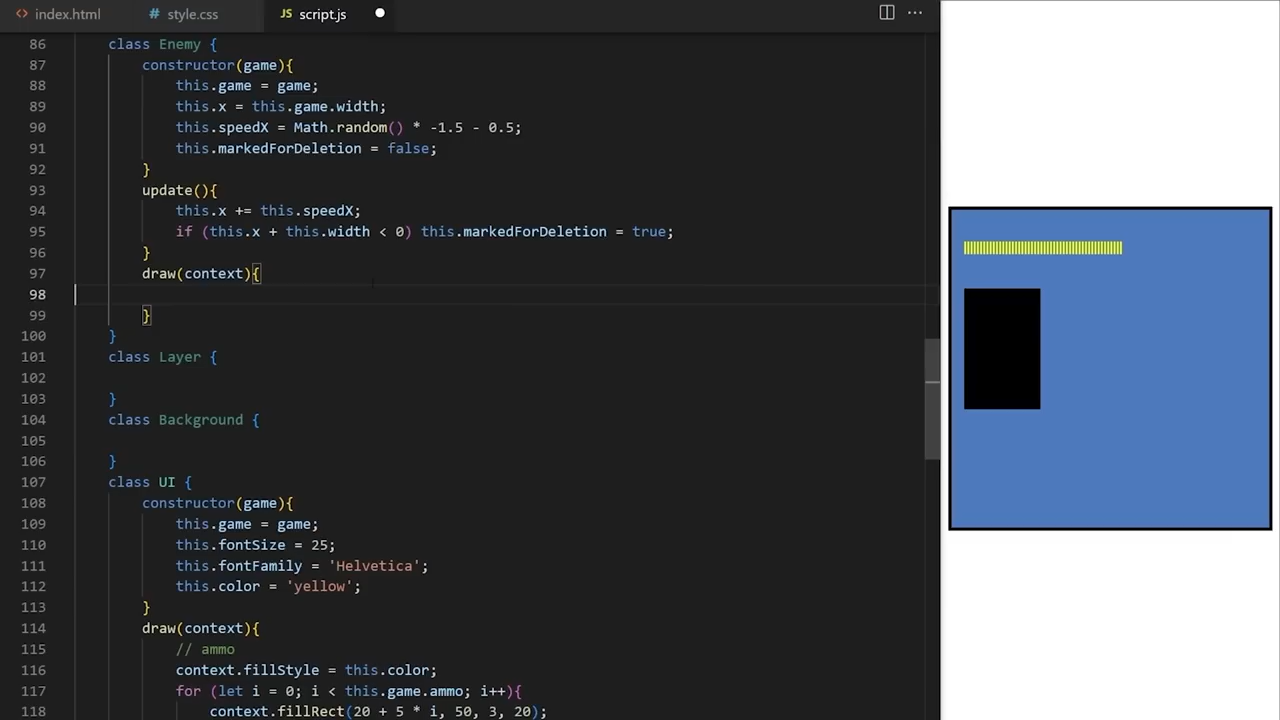 index.html
style.css
script.js
86 class Enemy {
87 constructor(game){
88 this.game = game;
89 this.x = this.game.width;
90 this.speedX = Math.random() * -1.5 - 0.5;
91 this.markedForDeletion = false;
92 }
93 update(){
94 this.x += this.speedX;
95 if (this.x + this.width < 0) this.markedForDeletion = true;
96 }
97 draw(context){
98
99 }
100 }
101 class Layer {
102
103 }
104 class Background {
105
106 }
107 class UI {
108 constructor(game){
109 this.game = game;
110 this.fontSize = 25;
111 this.fontFamily = 'Helvetica';
112 this.color = 'yellow';
113 }
114 draw(context){
115 // ammo
116 context.fillStyle = this.color;
117 for (let i = 0; i < this.game.ammo; i++){
118 context.fillRect(20 + 5 * i, 50, 3, 20);